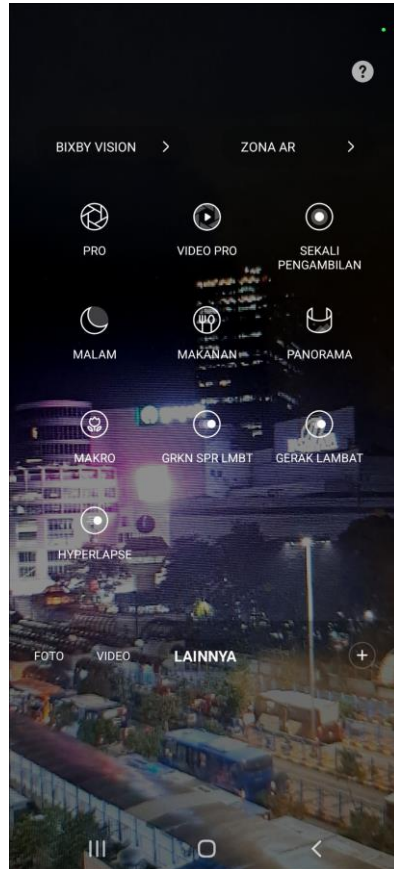 ?
BIXBY VISION >
ZONA AR >
PRO
VIDEO PRO
SEKALI
PENGAMBILAN
MALAM
MAKANAN
PANORAMA
MAKRO
GRKN SPR LMBT
GERAK LAMBAT
HYPERLAPSE
FOTO
VIDEO
LAINNYA
+